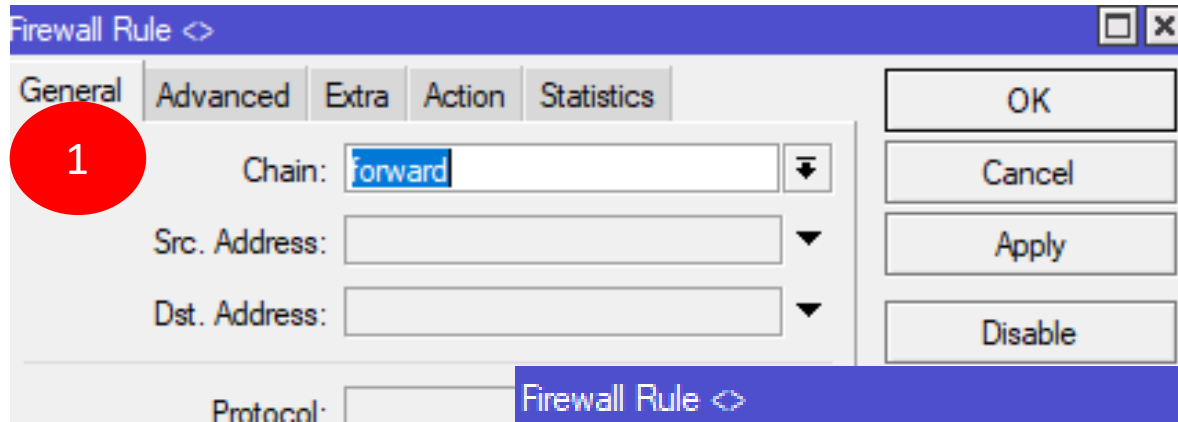 Firewall Rule <>
General Advanced Extra Action Statistics
OK
1
Chain: forward
Cancel
Src. Address:
Apply
Dst. Address:
Disable
Protocol:
Firewall Rule <>